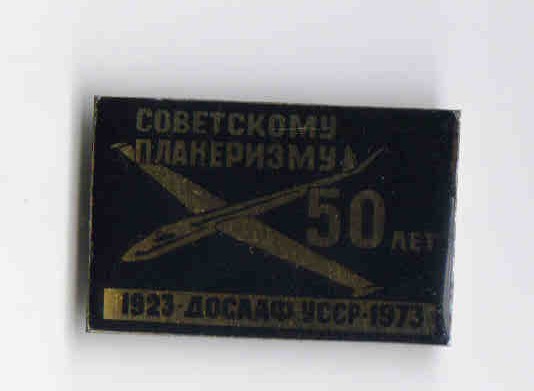 СОВЕТСКОМУ
ПЛАНЕРИЗМУ
50 ЛЕТ
1923-ДОСААФ УССР-1973